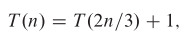 T(n) = T(2n/3) + 1,